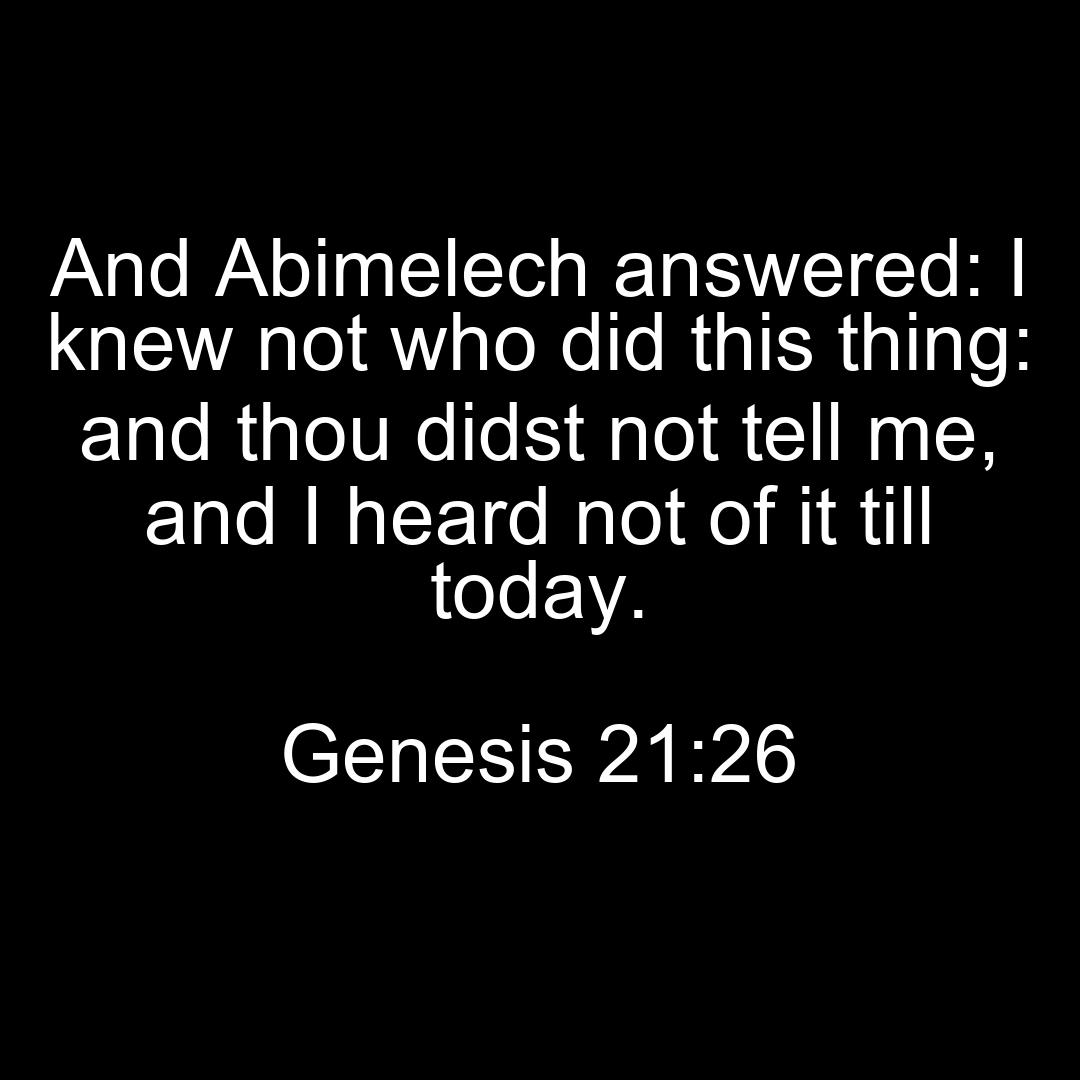 And Abimelech answered: I
knew not who did this thing:
and thou didst not tell me,
and I heard not of it till
today.
Genesis 21:26